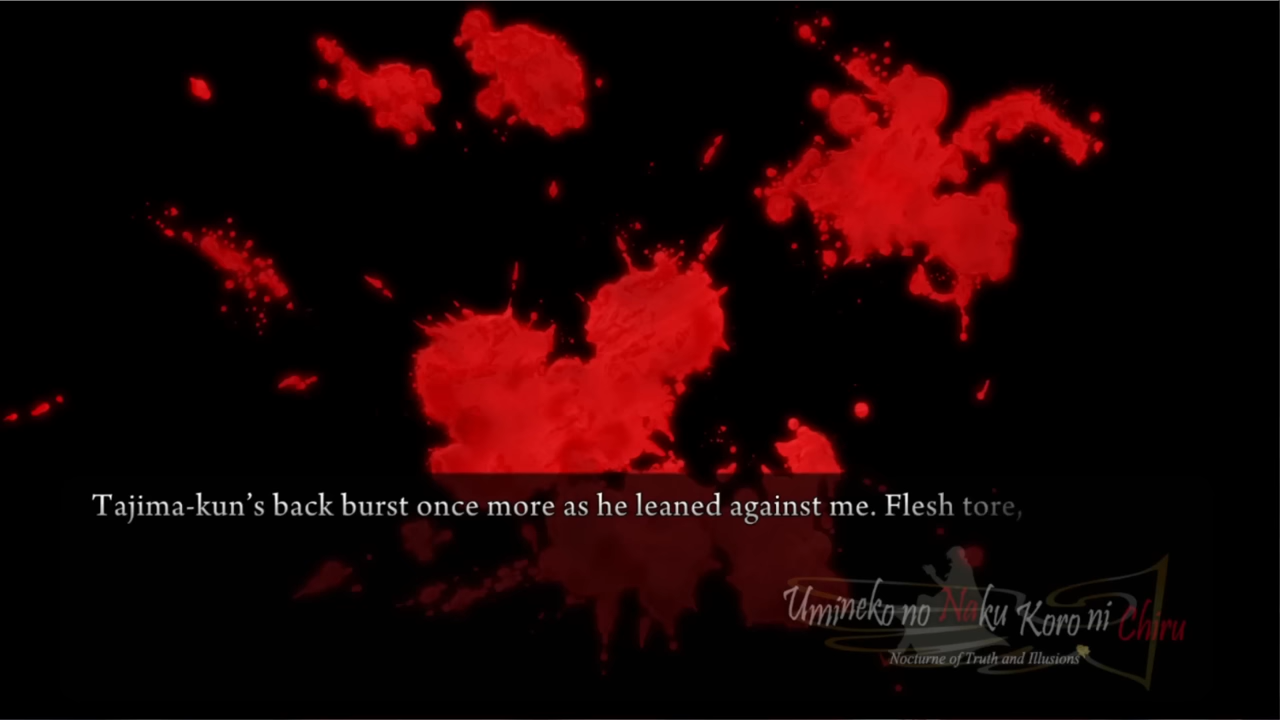 Tajima-kun's back burst once more as he leaned against me. Flesh tore,
Umineko no Naku Koro ni Chiru
Nocturne of Truth and Illusions